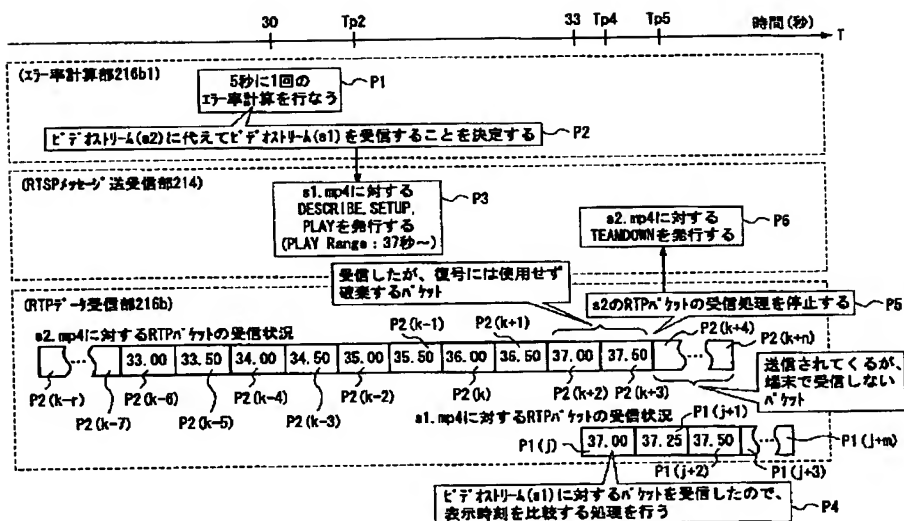 30 Tp2 33 Tp4 Tp5 時間(秒) T
(エラー率計算部216b1)
5秒に1回の
エラー率計算を行なう
P1
ビデオストリーム(s2)に代えてビデオストリーム(s1)を受信することを決定する
P2
(RTSPメッセージ送受信部214)
s1.mp4に対する
DESCRIBE,SETUP,
PLAYを発行する
(PLAY Range:37秒~)
P3
s2.mp4に対する
TEAMDOWNを発行する
P6
受信したが、復号には使用せず
破棄するパケット
(RTPデータ受信部216b)
s2のRTPパケットの受信処理を停止する
P5
s2.mp4に対するRTPパケットの受信状況
P2(k-1) P2(k+1) P2(k+4) P2(k+n)
33.00 33.50 34.00 34.50 35.00 35.50 36.00 36.50 37.00 37.50
P2(k-r) P2(k-7) P2(k-6) P2(k-5) P2(k-4) P2(k-3) P2(k-2) P2(k) P2(k+2) P2(k+3)
送信されてくるが、
端末で受信しない
パケット
s1.mp4に対するRTPパケットの受信状況
P1(j+1)
P1(j) 37.00 37.25 37.50 P1(j+m)
P1(j+2) P1(j+3)
ビデオストリーム(s1)に対するパケットを受信したので、
表示時刻を比較する処理を行う
P4